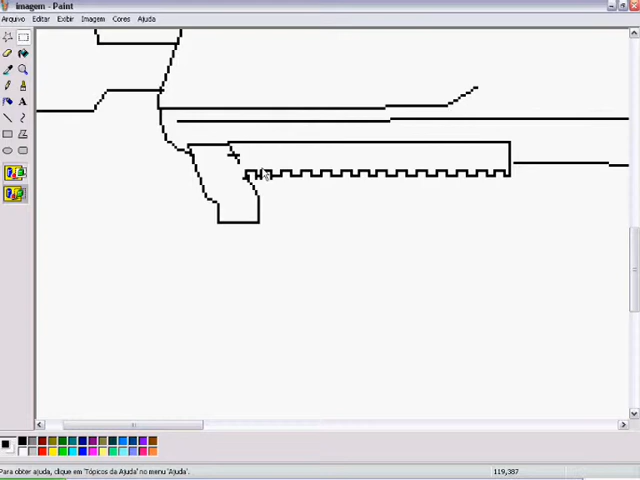 imagem - Paint
Arquivo Editar Exibir Imagem Cores Ajuda
A
Para obter ajuda, clique em 'Tópicos da Ajuda' no menu 'Ajuda'.
119,387